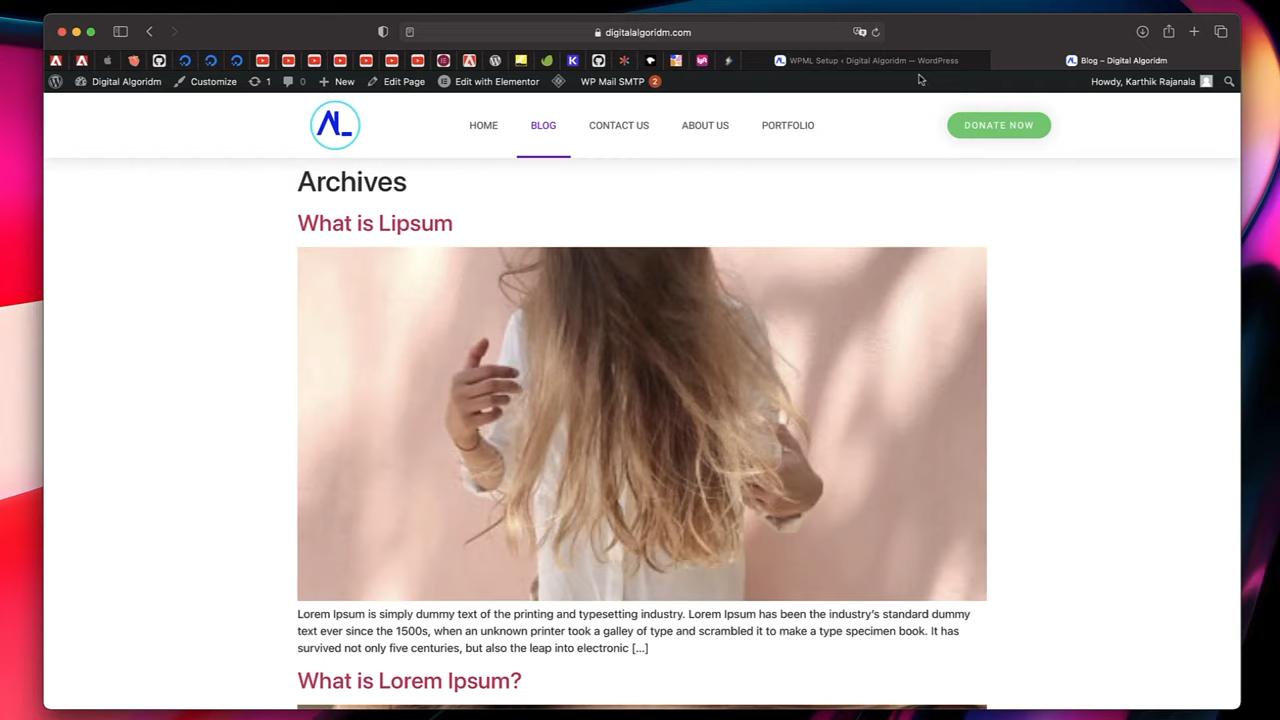 digitalalgoridm.com
WPML Setup ‹ Digital Algoridm — WordPress
Blog – Digital Algoridm
Digital Algoridm
Customize
1
0
New
Edit Page
Edit with Elementor
WP Mail SMTP 2
Howdy, Karthik Rajanala
AL_
HOME
BLOG
CONTACT US
ABOUT US
PORTFOLIO
DONATE NOW
Archives
What is Lipsum
Lorem Ipsum is simply dummy text of the printing and typesetting industry. Lorem Ipsum has been the industry’s standard dummy
text ever since the 1500s, when an unknown printer took a galley of type and scrambled it to make a type specimen book. It has
survived not only five centuries, but also the leap into electronic […]
What is Lorem Ipsum?